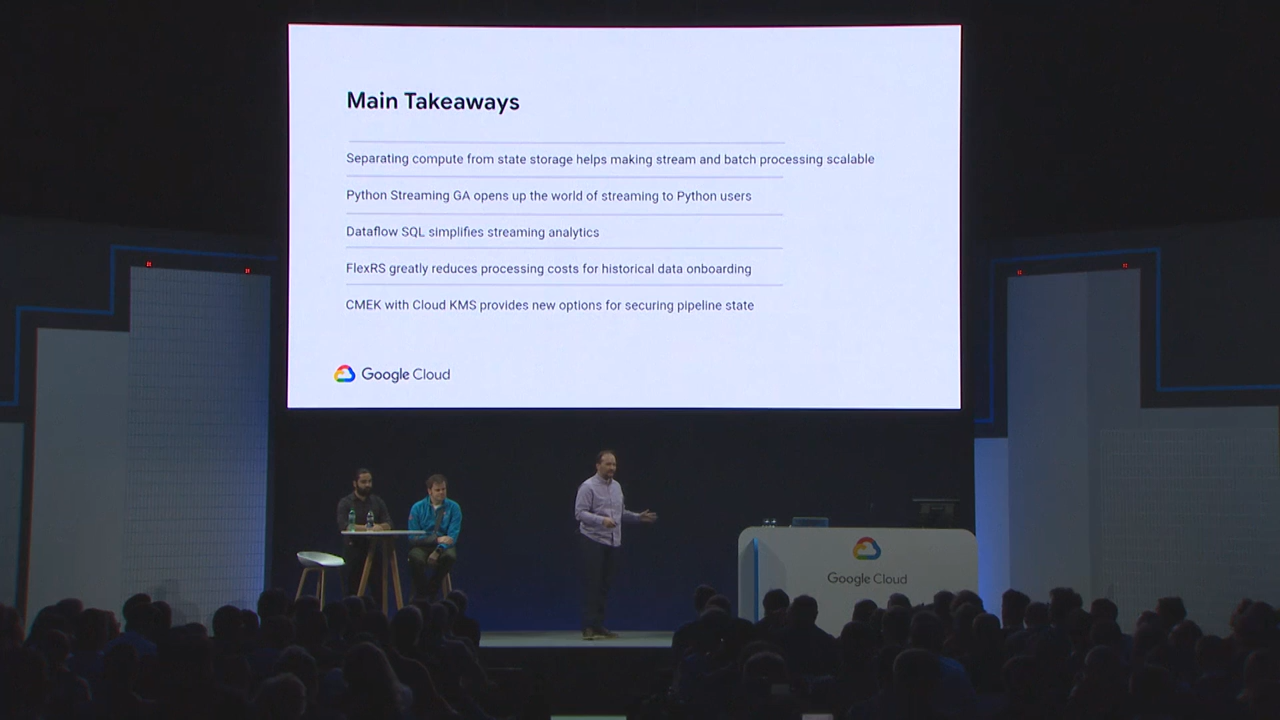 Main Takeaways
Separating compute from state storage helps making stream and batch processing scalable
Python Streaming GA opens up the world of streaming to Python users
Dataflow SQL simplifies streaming analytics
FlexRS greatly reduces processing costs for historical data onboarding
CMEK with Cloud KMS provides new options for securing pipeline state
Google Cloud
Google Cloud